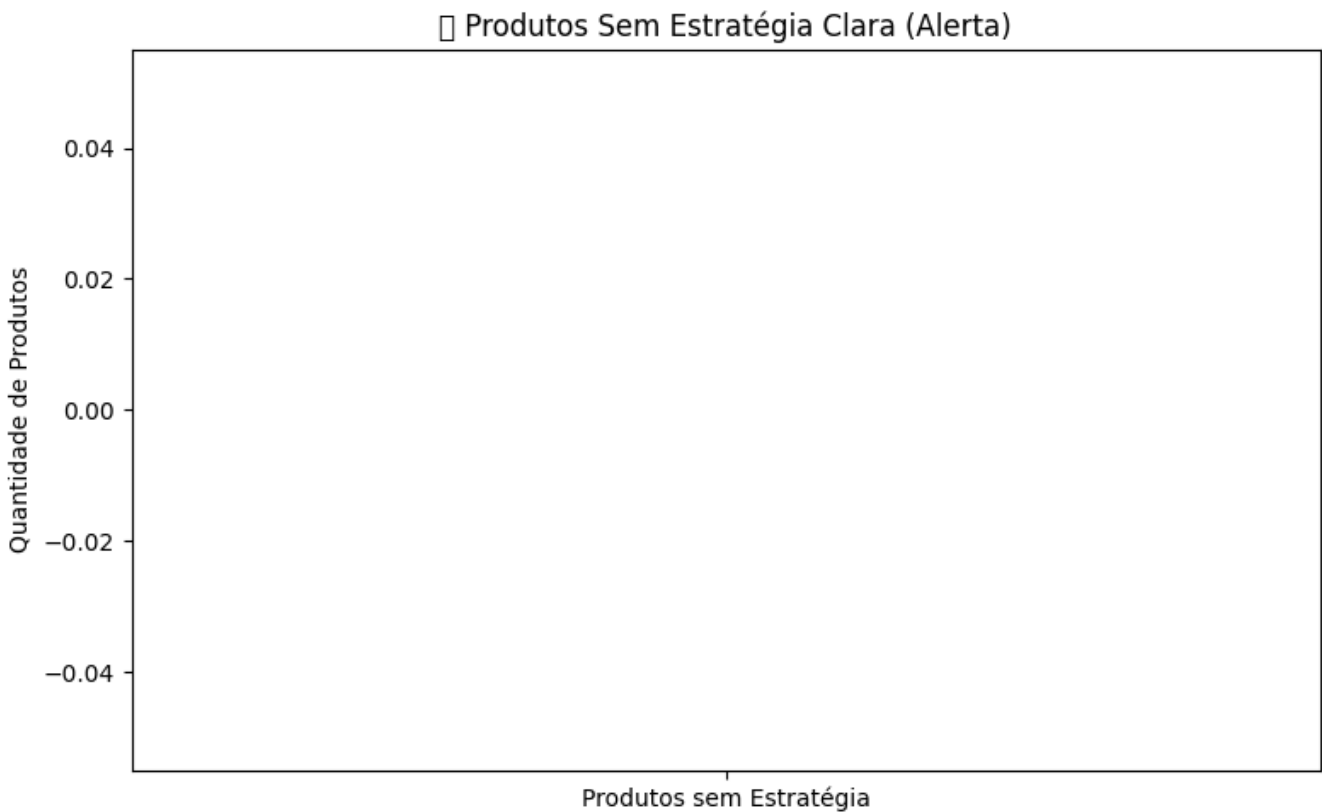 ▯ Produtos Sem Estratégia Clara (Alerta)
Quantidade de Produtos
0.04
0.02
0.00
−0.02
−0.04
Produtos sem Estratégia